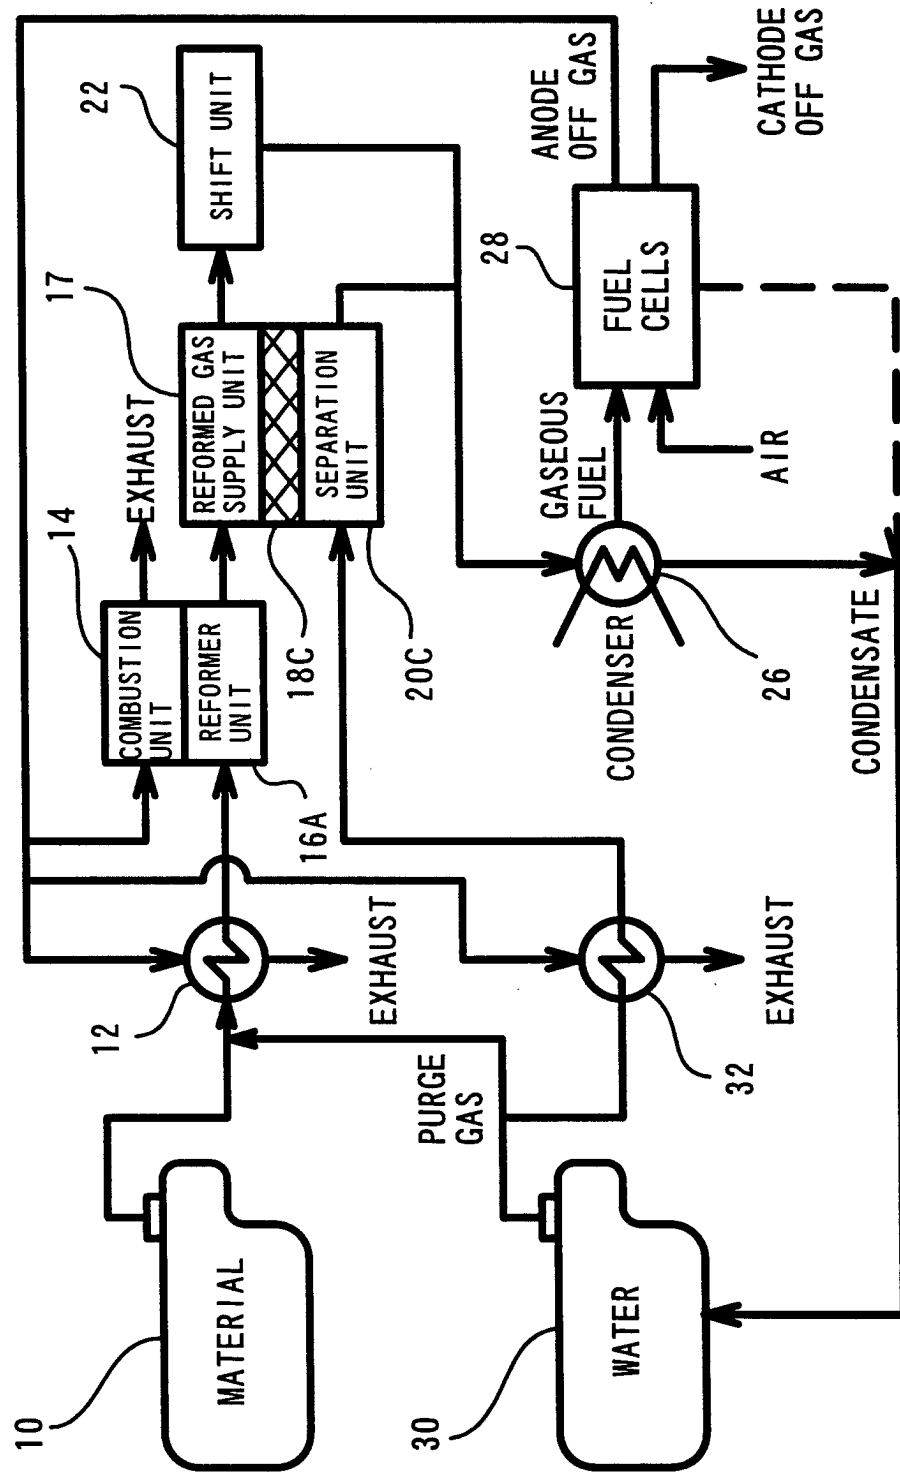 22
SHIFT UNIT
17
REFORMED GAS
SUPPLY UNIT
SEPARATION
UNIT
EXHAUST
14
COMBUSTION
UNIT
REFORMER
UNIT
16A
18C
20C
12
EXHAUST
10
MATERIAL
ANODE
OFF GAS
CATHODE
OFF GAS
28
FUEL
CELLS
GASEOUS
FUEL
AIR
CONDENSER
26
CONDENSATE
PURGE
GAS
32
EXHAUST
30
WATER